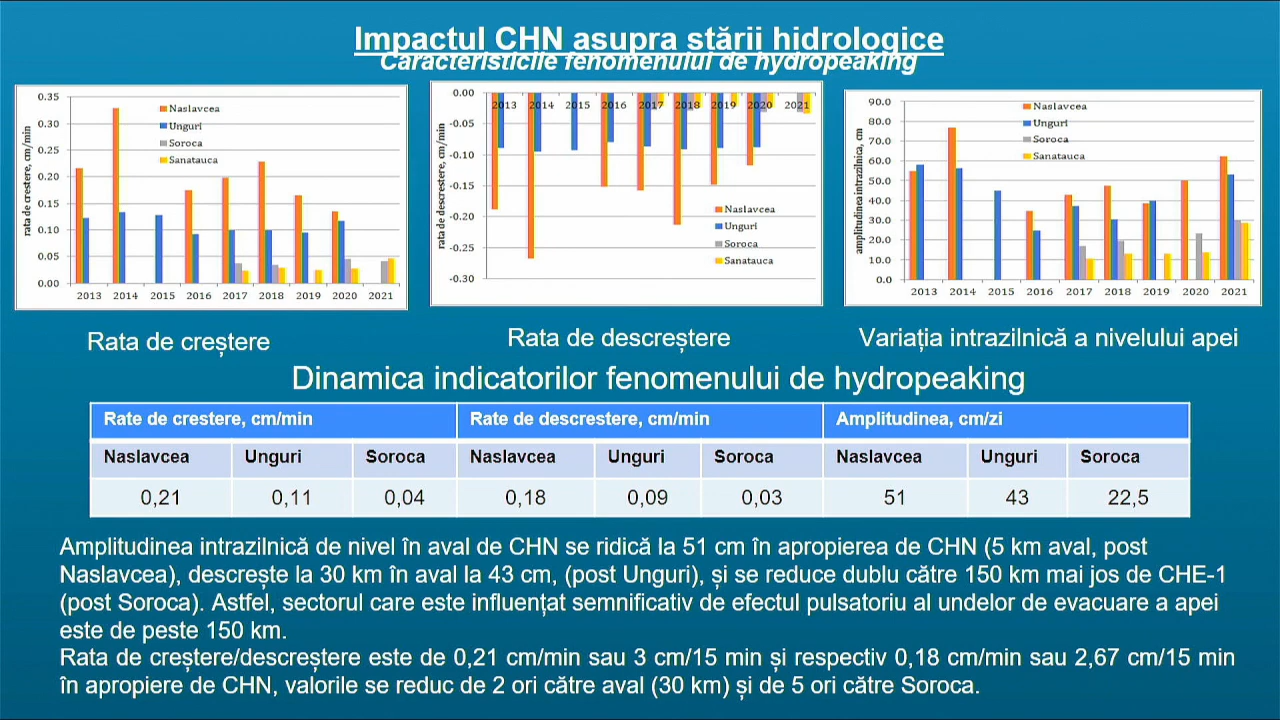 Impactul CHN asupra stării hidrologice
Caracteristicile fenomenului de hydropeaking
0.35
0.30
0.25
0.20
0.15
0.10
0.05
0.00
rata de crestere, cm/min
Naslavcea
Unguri
Soroca
Sanatauca
2013 2014 2015 2016 2017 2018 2019 2020 2021
0.00
-0.05
-0.10
-0.15
-0.20
-0.25
-0.30
rata de descrestere, cm/min
2013 2014 2015 2016 2017 2018 2019 2020 2021
Naslavcea
Unguri
Soroca
Sanatauca
90.0
80.0
70.0
60.0
50.0
40.0
30.0
20.0
10.0
0.0
amplitudinea intrazilnica, cm
Naslavcea
Unguri
Soroca
Sanatauca
2013 2014 2015 2016 2017 2018 2019 2020 2021
Rata de creștere
Rata de descreștere
Variația intrazilnică a nivelului apei
Dinamica indicatorilor fenomenului de hydropeaking
Rate de crestere, cm/min Rate de descrestere, cm/min Amplitudinea, cm/zi
Naslavcea Unguri Soroca Naslavcea Unguri Soroca Naslavcea Unguri Soroca
0,21 0,11 0,04 0,18 0,09 0,03 51 43 22,5
Amplitudinea intrazilnică de nivel în aval de CHN se ridică la 51 cm în apropierea de CHN (5 km aval, post
Naslavcea), descrește la 30 km în aval la 43 cm, (post Unguri), și se reduce dublu către 150 km mai jos de CHE-1
(post Soroca). Astfel, sectorul care este influențat semnificativ de efectul pulsatoriu al undelor de evacuare a apei
este de peste 150 km.
Rata de creștere/descreștere este de 0,21 cm/min sau 3 cm/15 min și respectiv 0,18 cm/min sau 2,67 cm/15 min
în apropiere de CHN, valorile se reduc de 2 ori către aval (30 km) și de 5 ori către Soroca.